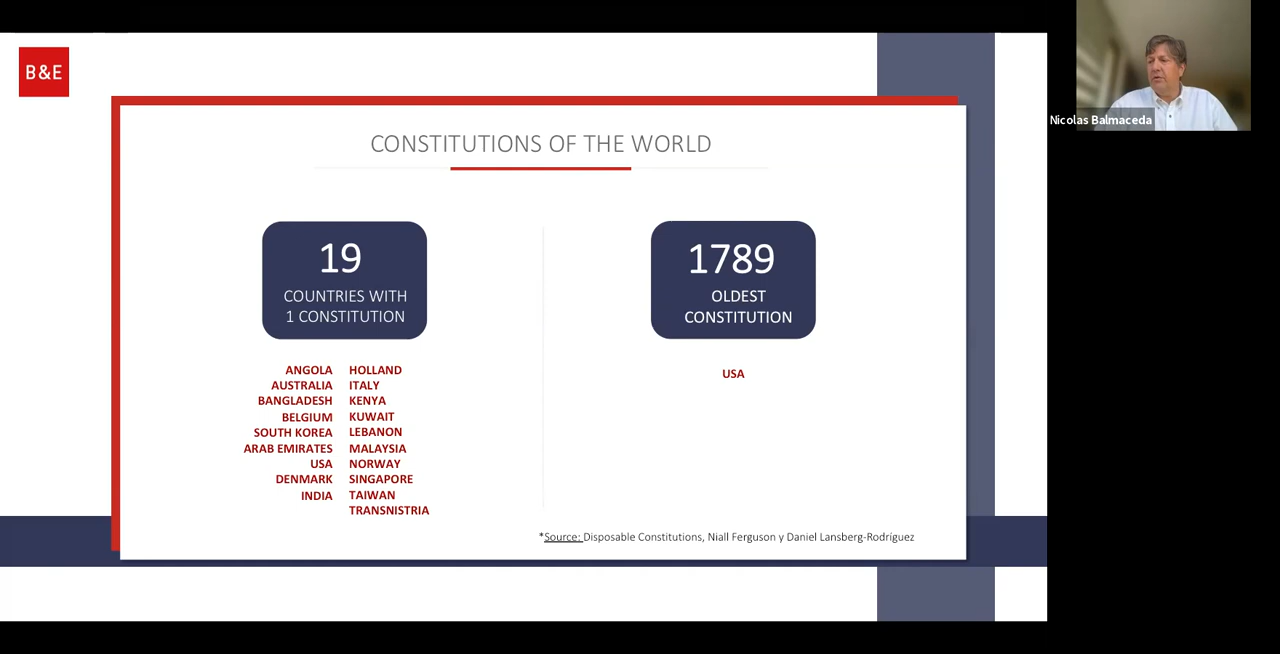 B&E
CONSTITUTIONS OF THE WORLD
19
COUNTRIES WITH
1 CONSTITUTION
ANGOLA
AUSTRALIA
BANGLADESH
BELGIUM
SOUTH KOREA
ARAB EMIRATES
USA
DENMARK
INDIA
HOLLAND
ITALY
KENYA
KUWAIT
LEBANON
MALAYSIA
NORWAY
SINGAPORE
TAIWAN
TRANSNISTRIA
1789
OLDEST
CONSTITUTION
USA
*Source: Disposable Constitutions, Niall Ferguson y Daniel Lansberg-Rodríguez
Nicolas Balmaceda